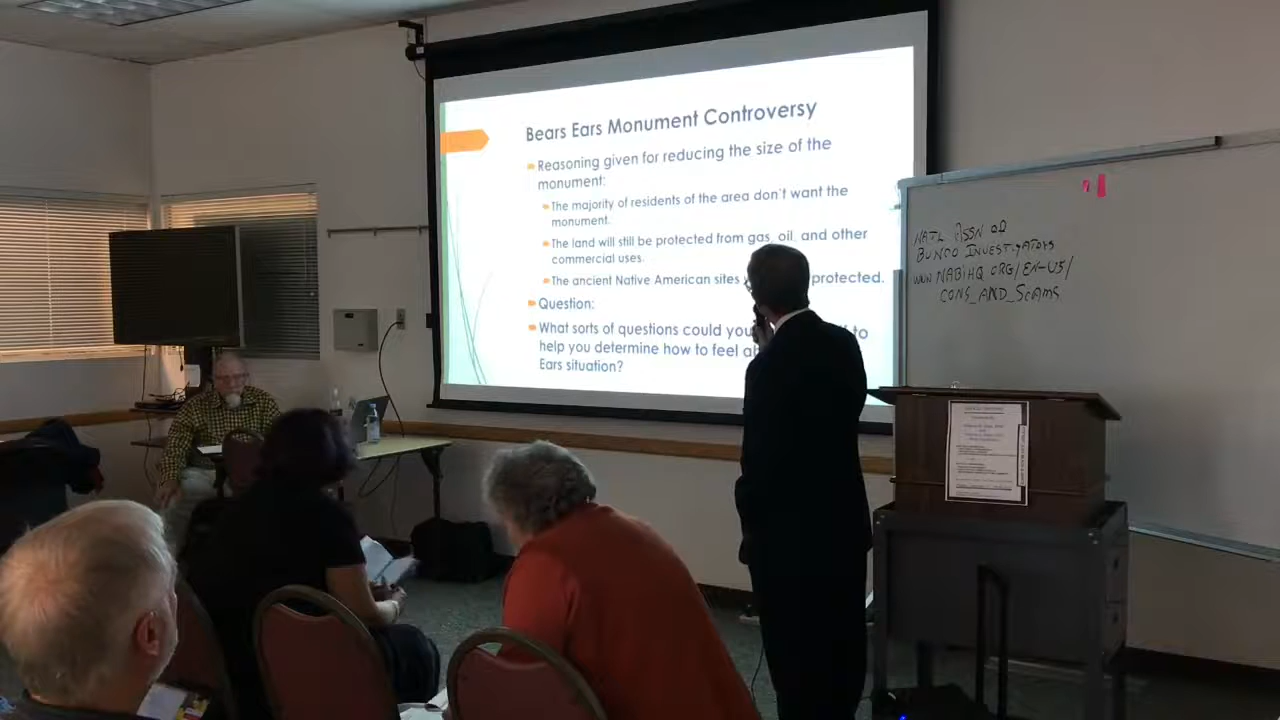 Bears Ears Monument Controversy
Reasoning given for reducing the size of the
monument:
The majority of residents of the area don't want the
monument.
The land will still be protected from gas, oil, and other
commercial uses.
The ancient Native American sites protected.
Question:
What sorts of questions could you to
help you determine how to feel
Ears situation?
NAT'L ASSN OF
BUNCO INVESTIGATORS
WWW.NABIHQ.ORG/EN-US/
CONS_AND_SCAMS